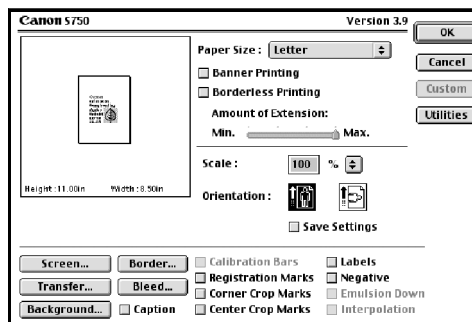 Canon S750 Version 3.9
OK
Paper Size : Letter
Cancel
Banner Printing
Custom
Borderless Printing
Utilities
Amount of Extension:
Min. Max.
Scale : 100 %
Height :11.00in Width :8.50in
Orientation :
Save Settings
Screen... Border... Calibration Bars Labels
Transfer... Bleed... Registration Marks Negative
Corner Crop Marks Emulsion Down
Background... Caption Center Crop Marks Interpolation